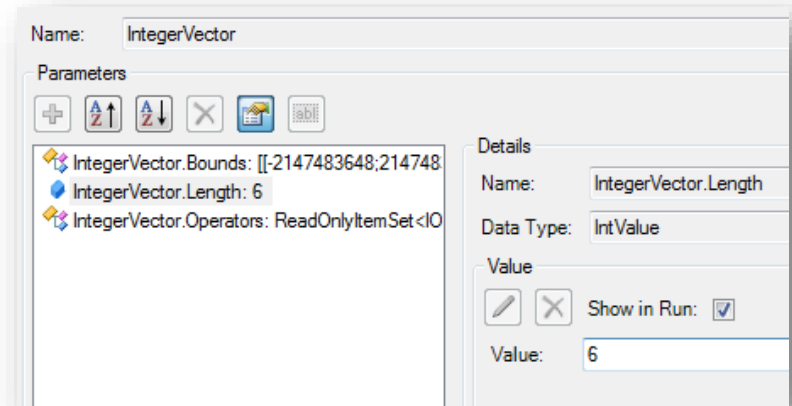 Name: IntegerVector
Parameters
IntegerVector.Bounds: [[-2147483648;214748
IntegerVector.Length: 6
IntegerVector.Operators: ReadOnlyItemSet<IO
Details
Name: IntegerVector.Length
Data Type: IntValue
Value
Show in Run:
Value: 6